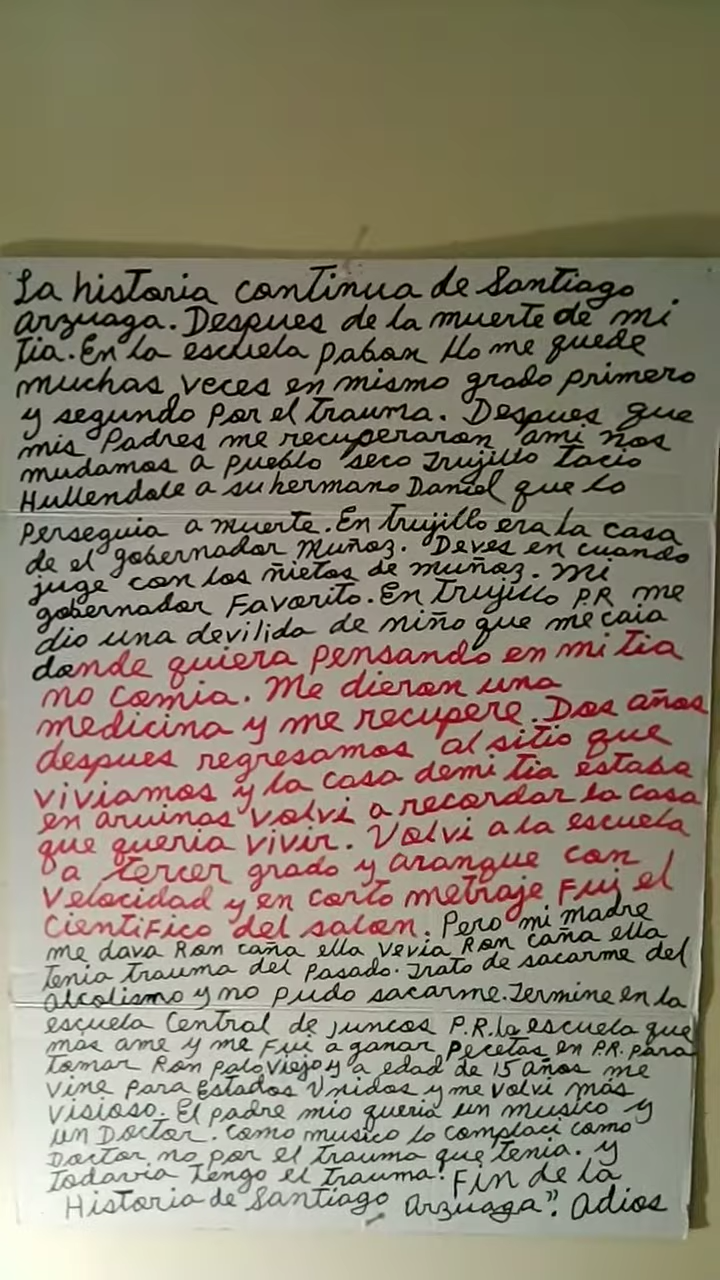 La historia continua de Santiago
Arzuaga. Despues de la muerte de mi
Tia. En la escuela Paban Llo me quede
muchas veces en mismo grado primero
y segundo Por el Trauma. Despues que
mis Padres me recuperaron ami nos
mudamos a Pueblo seco Trujillo
Hullendole a su hermano Daniel que lo
Perseguia a muerte. En Trujillo era la casa
de el gobernador Muñoz. Deves en cuando
juge con los ñietos de muñoz. Mi
gobernador Favorito. En Trujillo P.R me
dio una devilida de niño que me caia
donde quiera Pensando en mi tia
no comia. Me dieron una
medicina y me recupere. Dos años
despues regresamos al sitio que
viviamos y la casa demi tia estaba
en aruinas Volvi a recordar la casa
que queria vivir. Volvi a la escuela
a Tercer grado y aranque con
Velocidad y en corto metraje Fui el
Cientifico del salon. Pero mi madre
me dava Ron caña ella Vevia Ron caña ella
Tenia trauma del Pasado. Trato de sacarme del
alcolismo y no pudo sacarme. Termine en la
escuela Central de juncos P.R. la escuela que
mas ame y me Fui a ganar Pecetas en P.R. Para
Tomar Ron Palo Viejo y a edad de 15 años me
Vine Para Estados Unidos y me volvi mas
Visioso. El padre mio queria un musico y
un Doctor. Como musico lo complaci como
Doctor no por el trauma que tenia. y
Todavia Tengo el trauma. Fin de la
Historia de Santiago Arzuaga". Adios